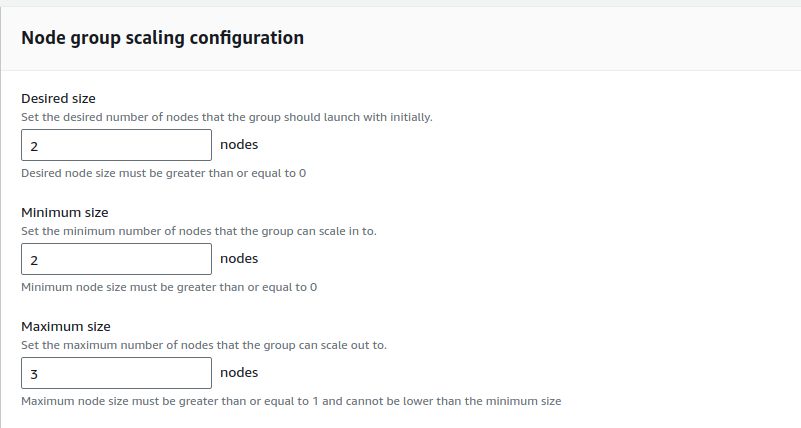 Node group scaling configuration
Desired size
Set the desired number of nodes that the group should launch with initially.
2 nodes
Desired node size must be greater than or equal to 0
Minimum size
Set the minimum number of nodes that the group can scale in to.
2 nodes
Minimum node size must be greater than or equal to 0
Maximum size
Set the maximum number of nodes that the group can scale out to.
3 nodes
Maximum node size must be greater than or equal to 1 and cannot be lower than the minimum size